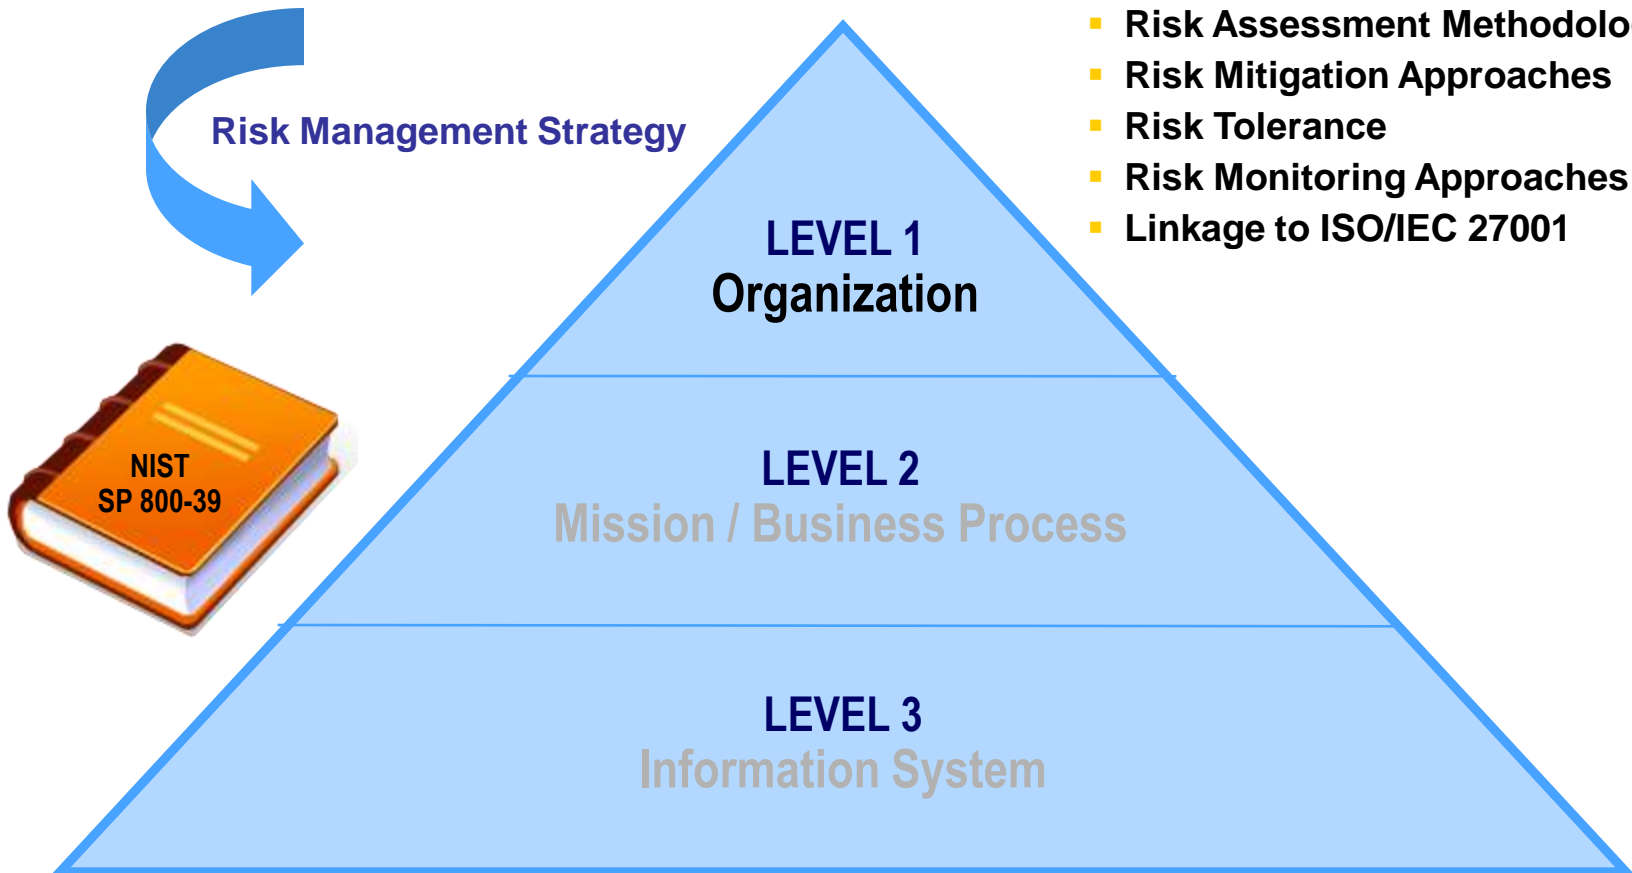 Risk Management Strategy
Risk Assessment
Risk Mitigation Approaches
Risk Tolerance
Risk Monitoring Approaches
Linkage to ISO/IEC 27001
LEVEL 1
Organization
NIST
SP 800-39
LEVEL 2
Mission / Business Process
LEVEL 3
Information System